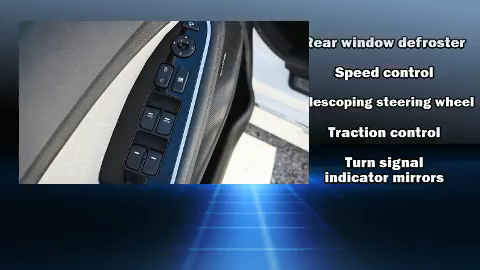 Rear window defroster
Speed control
lescoping steering wheel
Traction control
Turn signal
indicator mirrors